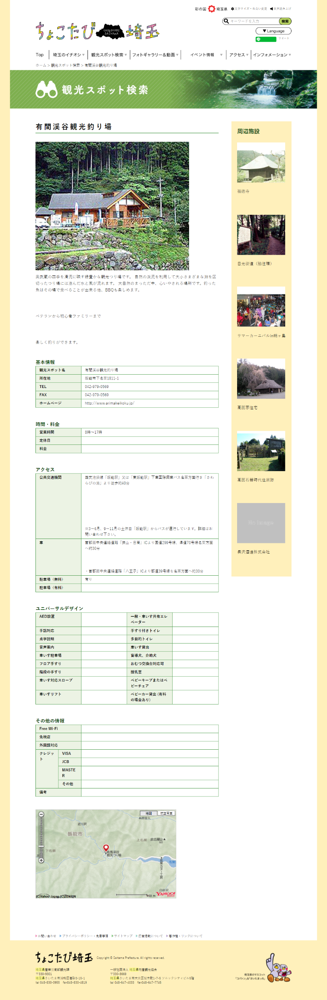 彩の国 埼玉県 文字サイズ・色合い変更 音声読み上げ
ちょこたび CHOKOTABI SAITAMA 埼玉
キーワードを入力 検索
▼Language
ツイート
Top 埼玉のイチオシ▼ 観光スポット検索▼ フォトギャラリー＆動画▼ イベント情報 ▼ アクセス▼ インフォメーション▼
ホーム > 観光スポット検索 > 有間渓谷観光釣り場
観光スポット検索
有間渓谷観光釣り場
奥武蔵の四季を清流に映す緑豊かな観光つり場です。 自然の渓流を利用して大小さまざまな淵を区
切ったつり場には澄んだ水と風が流れます。 大自然のまっただ中、心いやされる場所です。釣った
魚はその場で食べることが出来る他、BBQも楽しめます。
ベテランから初心者ファミリーまで
楽しく釣りができます。
基本情報
観光スポット名 有間渓谷観光釣り場
所在地 飯能市下名栗1811-1
TEL 042-979-0569
FAX 042-979-0569
ホームページ http://www.arimakeikoku.jp/
時間・料金
営業時間 8時～17時
定休日
料金
アクセス
公共交通機関 西武池袋線「飯能駅」又は「東飯能駅」下車国際興業バス名栗方面行き「さわ
らびの湯」より徒歩約40分
※3～6月、9～11月の土休日「飯能駅」からバスが運行しています。詳細はお
問い合わせ下さい。
車 首都圏中央連絡道路「狭山・日高」ICより国道299号線、県道70号線名栗方面
へ約30分
・首都圏中央連絡道路「八王子」ICより都道39号線を名栗方面へ約30分
駐車場（無料） 有り
駐車場（有料）
ユニバーサルデザイン
AED設置 一般・車いす共有エレ
ベーター
手話対応 手すり付きトイレ
点字説明 多目的トイレ
音声案内 車いす貸出
車いす駐車場 盲導犬、介助犬
フロア手すり おむつ交換台対応可
階段の手すり 授乳室
車いす対応スロープ ベビーキープまたはベ
ビーチェア
車いすリフト ベビーカー貸出 (有料
の場合あり)
その他の情報
Free Wi-Fi
免税店
外国語対応
クレジッ
ト
VISA
JCB
MASTE
R
その他
備考
地図 航空写真
炭谷入
逆川沢
飯能市
上名栗 金比羅山▲
660
下名栗
有馬渓谷
観光つり場
名栗カヌー工房
白谷沢
(C)Yahoo Japan,(C)ZENRIN 900 m YAHOO! JAPAN
周辺施設
福徳寺
日光街道（脇往環）
サマーカーニバルin鶴ヶ島
高麗家住宅
高麗石器時代住居跡
No Image
長沢酒造株式会社
お問い合わせ プライバシーポリシー・免責事項 サイトマップ 広告掲載について 著作権・リンクについて
ちょこたび埼玉 Copyright © Saitama Prefecture. All rights reserved.
埼玉県産業労働部観光課
〒330-9301
埼玉県さいたま市浦和区高砂3-15-1
tel 048-830-3955 fax048-830-4819
一般社団法人 埼玉県物産観光協会
〒330-8669
埼玉県さいたま市大宮区桜木町1-7-5 ソニックシティビル5階
tel 048-647-4033 fax048-647-7745
埼玉県のマスコット
「コバトン」＆「さいたまっち」